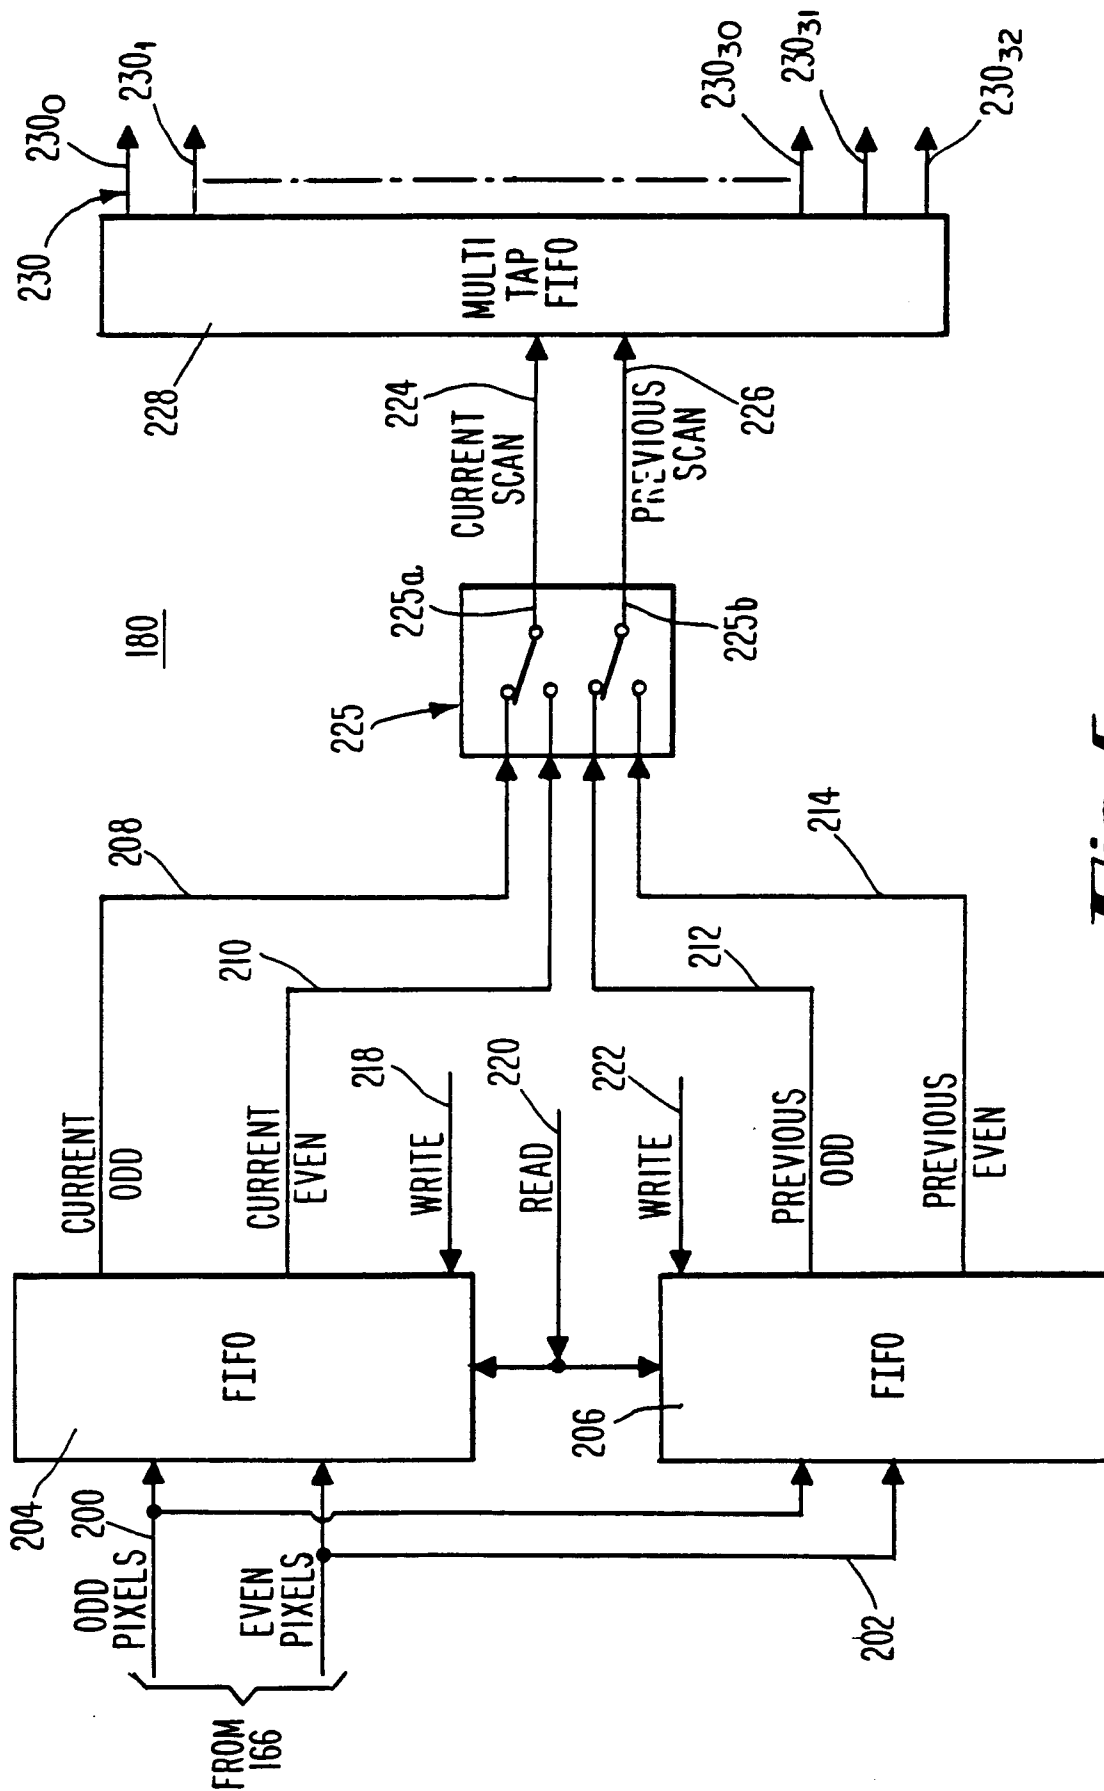 180
FROM
166
ODD
PIXELS
200
EVEN
PIXELS
202
204
FIFO
206
FIFO
CURRENT
ODD
208
CURRENT
EVEN
210
WRITE
218
READ
220
WRITE
222
PREVIOUS
ODD
212
PREVIOUS
EVEN
214
225
225a
225b
CURRENT
SCAN
224
PREVIOUS
SCAN
226
228
MULTI
TAP
FIFO
230
230₀
230₁
230₃₀
230₃₁
230₃₂